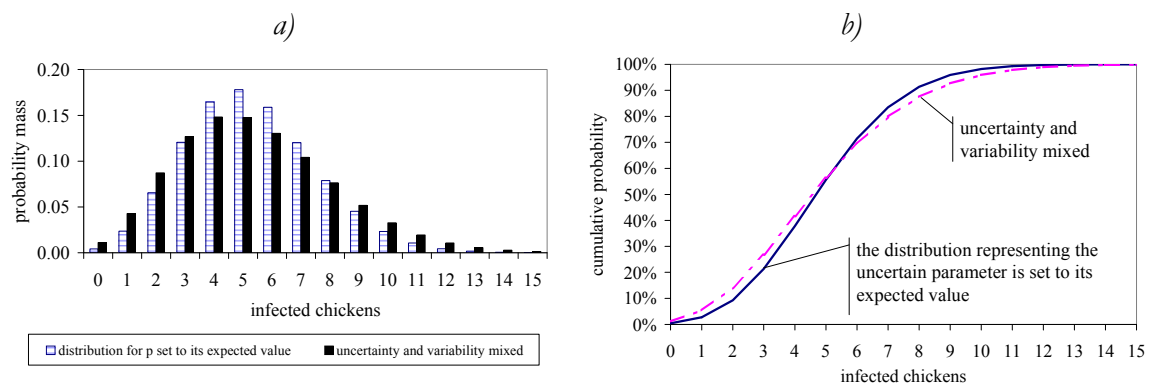 a)
0.20
0.15
0.10
0.05
0.00
probability mass
0 1 2 3 4 5 6 7 8 9 10 11 12 13 14 15
infected chickens
distribution for p set to its expected value uncertainty and variability mixed
b)
100%
90%
80%
70%
60%
50%
40%
30%
20%
10%
0%
cumulative probability
uncertainty and
variability mixed
the distribution representing the
uncertain parameter is set to its
expected value
0 1 2 3 4 5 6 7 8 9 10 11 12 13 14 15
infected chickens